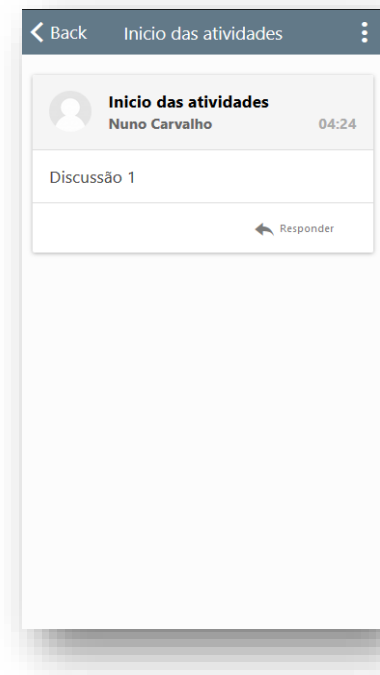 Back Inicio das atividades
Inicio das atividades
Nuno Carvalho 04:24
Discussão 1
Responder